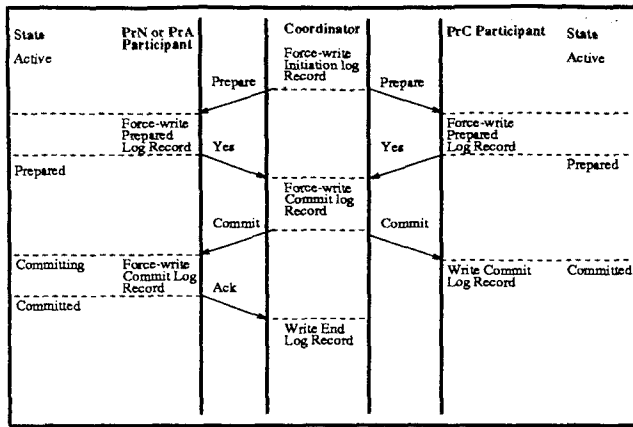 State
PrN or PrA
Participant
Coordinator
PrC Participant
State
Active
Force-write
Initiation log
Record
Active
Prepare
Prepare
Force-write
Prepared
Log Record
Yes
Yes
Force-write
Prepared
Log Record
Prepared
Prepared
Force-write
Commit log
Record
Commit
Commit
Committing
Force-write
Commit Log
Record
Write Commit
Log Record
Committed
Committed
Ack
Write End
Log Record